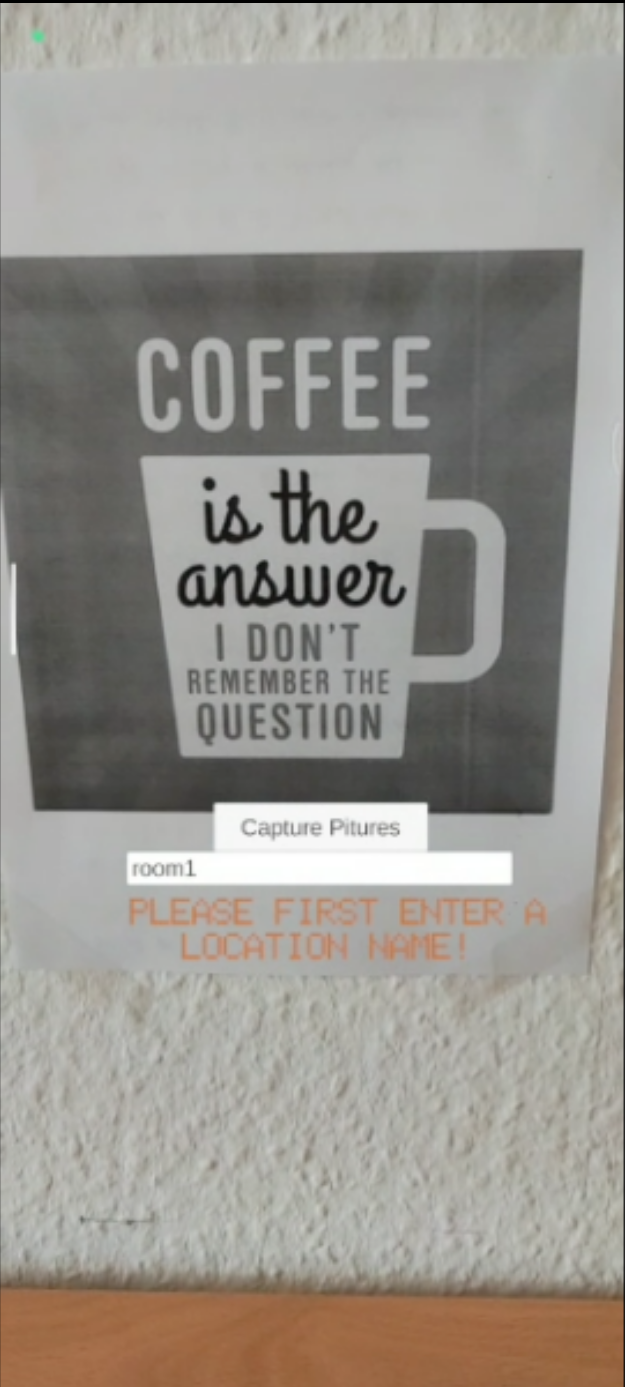 COFFEE
is the
answer
I DON'T
REMEMBER THE
QUESTION
Capture Pitures
room1
PLEASE FIRST ENTER A
LOCATION NAME!